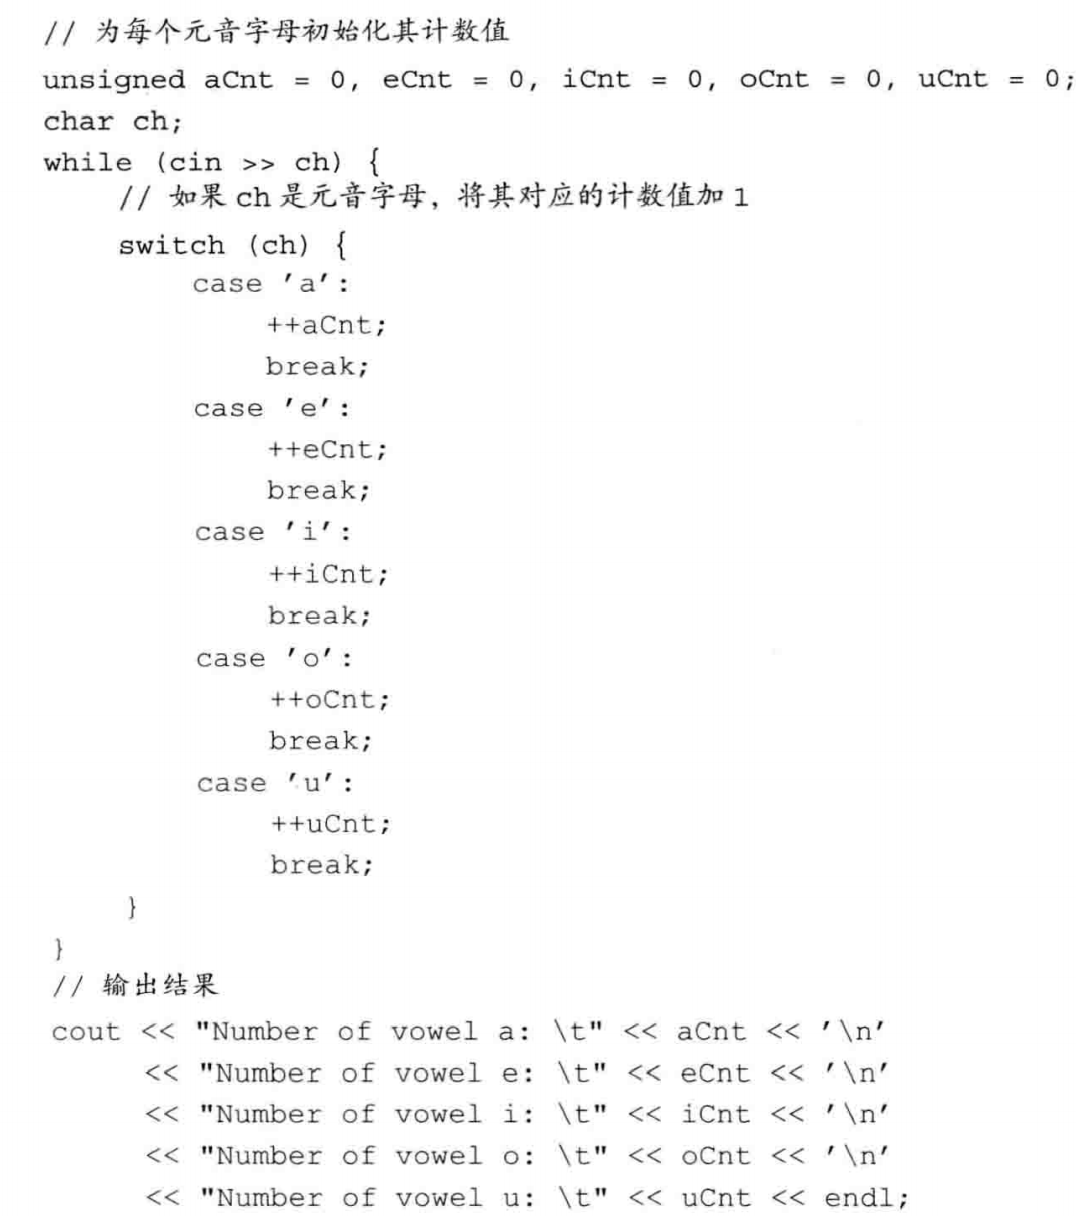 // 为每个元音字母初始化其计数值
unsigned aCnt = 0, eCnt = 0, iCnt = 0, oCnt = 0, uCnt = 0;
char ch;
while (cin >> ch) {
    // 如果 ch 是元音字母，将其对应的计数值加 1
    switch (ch) {
        case 'a':
            ++aCnt;
            break;
        case 'e':
            ++eCnt;
            break;
        case 'i':
            ++iCnt;
            break;
        case 'o':
            ++oCnt;
            break;
        case 'u':
            ++uCnt;
            break;
    }
}
// 输出结果
cout << "Number of vowel a: \t" << aCnt << '\n'
     << "Number of vowel e: \t" << eCnt << '\n'
     << "Number of vowel i: \t" << iCnt << '\n'
     << "Number of vowel o: \t" << oCnt << '\n'
     << "Number of vowel u: \t" << uCnt << endl;